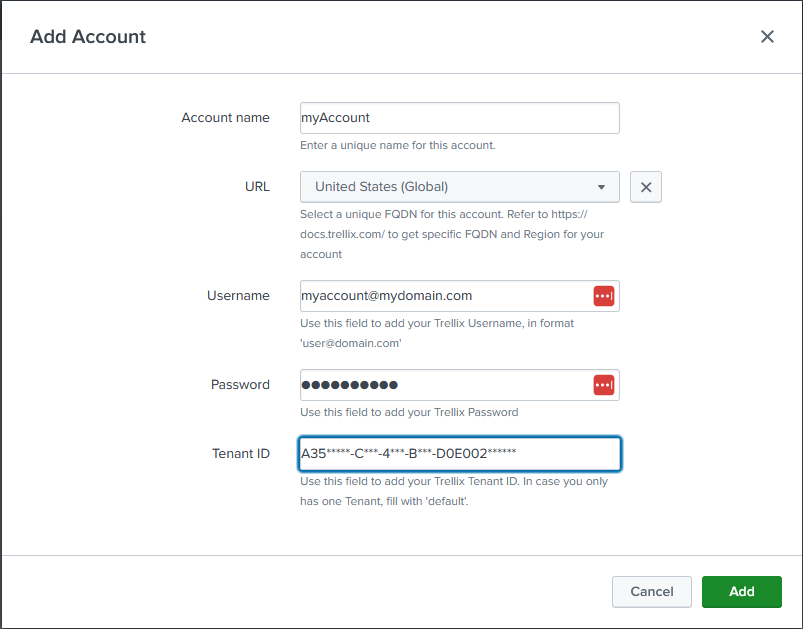 Add Account
Account name
myAccount
Enter a unique name for this account.
URL
United States (Global)
Select a unique FQDN for this account. Refer to https://
docs.trellix.com/ to get specific FQDN and Region for your
account
Username
myaccount@mydomain.com
Use this field to add your Trellix Username, in format
'user@domain.com'
Password
●●●●●●●●●●
Use this field to add your Trellix Password
Tenant ID
A35*****-C***-4***-B***-D0E002******
Use this field to add your Trellix Tenant ID. In case you only
has one Tenant, fill with 'default'.
Cancel
Add